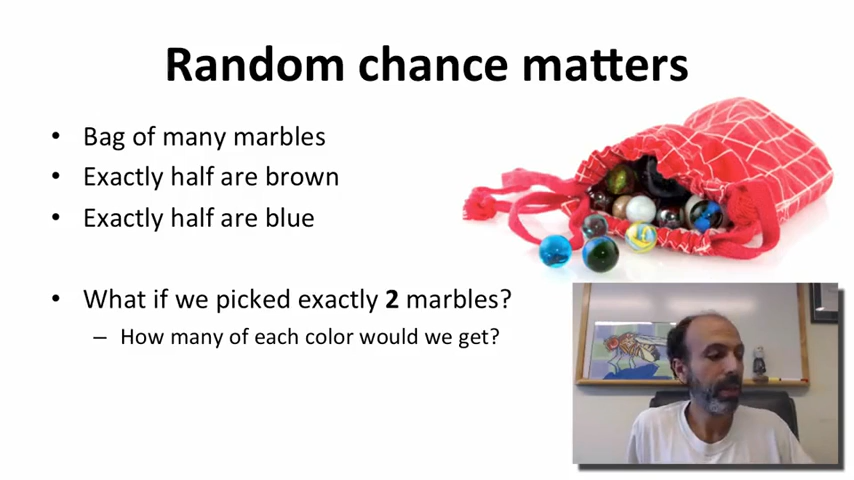 Random chance matters
• Bag of many marbles
• Exactly half are brown
• Exactly half are blue
• What if we picked exactly 2 marbles?
– How many of each color would we get?